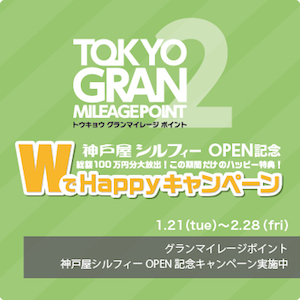 TOKYO
GRAN
MILEAGEPOINT
2
トウキョウ グランマイレージ ポイント
神戸屋 シルフィー OPEN記念
総額100万円分大放出!この期間だけのハッピー特典!
WでHappyキャンペーン
1.21(tue)〜2.28(fri)
グランマイレージポイント
神戸屋シルフィー OPEN 記念キャンペーン実施中